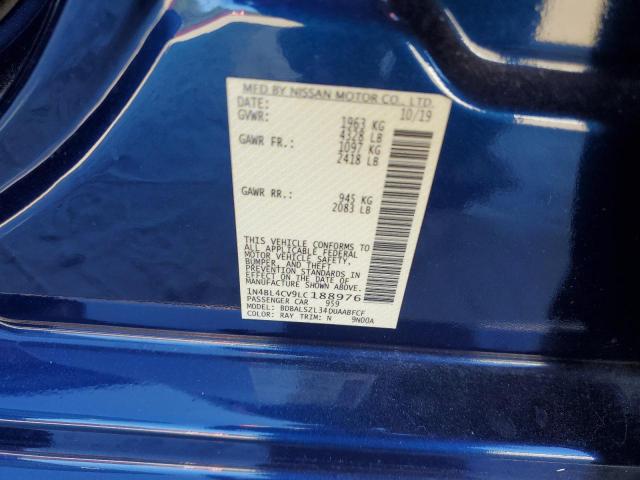 MFD BY NISSAN MOTOR CO., LTD.
DATE: 10/19
GVWR: 1963 KG
4328 LB
GAWR FR.: 1097 KG
2418 LB
GAWR RR.: 945 KG
2083 LB
THIS VEHICLE CONFORMS TO
ALL APPLICABLE FEDERAL
MOTOR VEHICLE SAFETY,
BUMPER, AND THEFT
PREVENTION STANDARDS IN
EFFECT ON THE DATE OF
MANUFACTURE SHOWN ABOVE.
1N4BL4CV9LC188976
PASSENGER CAR 959
MODEL: BDBALSZL34DUAABFCF
COLOR: RAY TRIM: N 9N00A